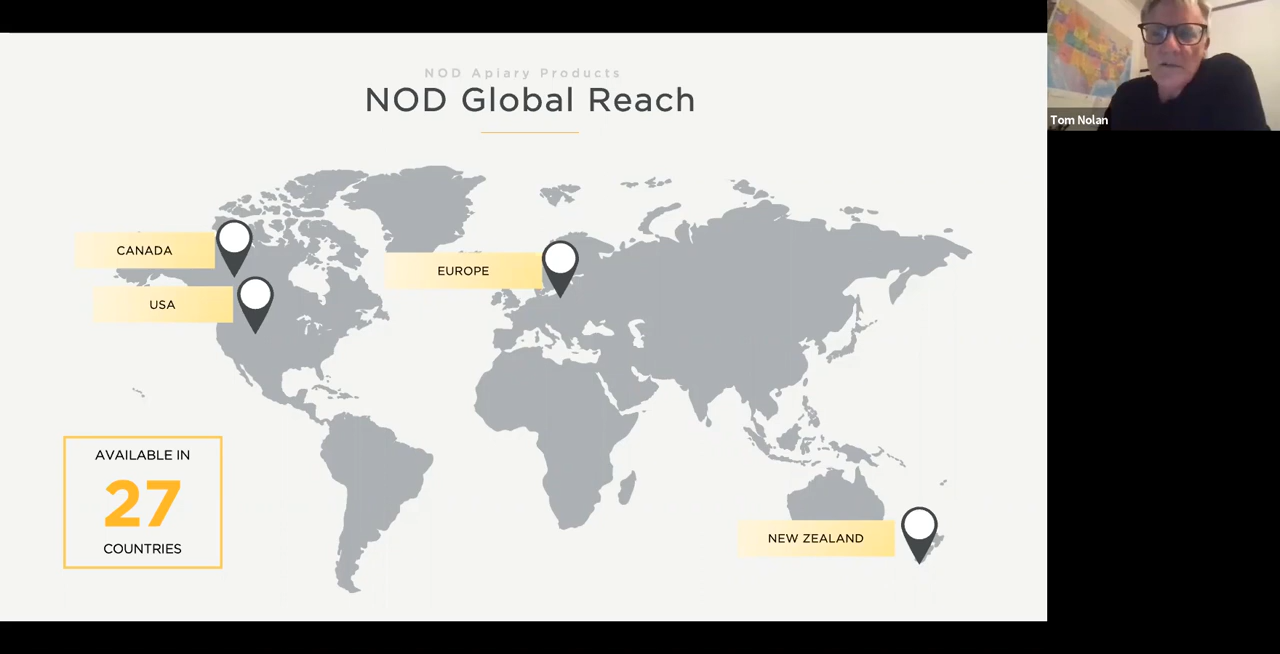 NOD Apiary Products
NOD Global Reach
CANADA
USA
EUROPE
NEW ZEALAND
AVAILABLE IN
27
COUNTRIES
Tom Nolan